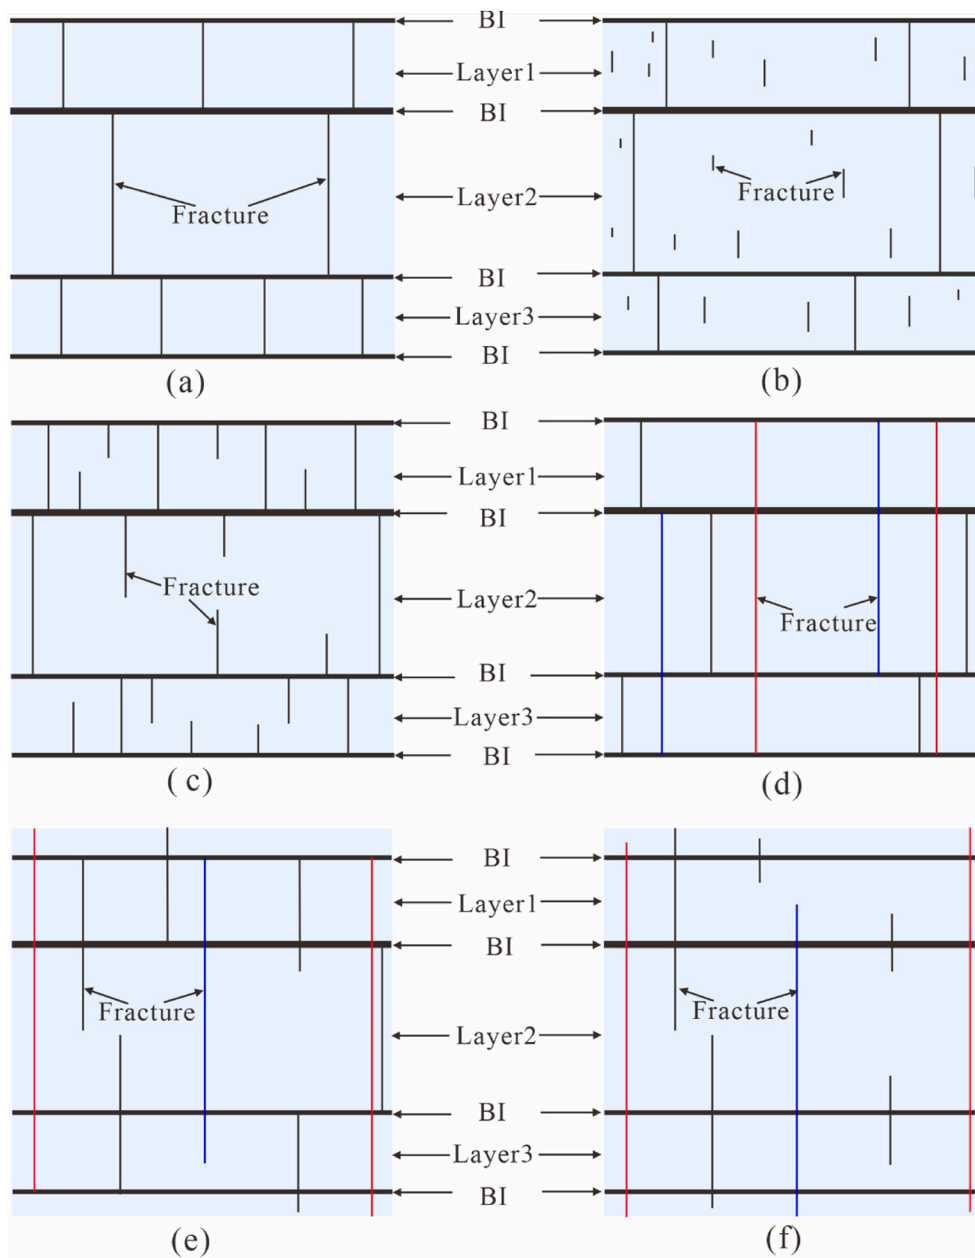 BI
Layer1
BI
Fracture
Fracture
Layer2
BI
Layer3
BI
(a)
(b)
BI
Layer1
BI
Fracture
Fracture
Layer2
BI
Layer3
BI
( c)
(d)
BI
Layer1
BI
Fracture
Fracture
Layer2
BI
Layer3
BI
(e)
(f)